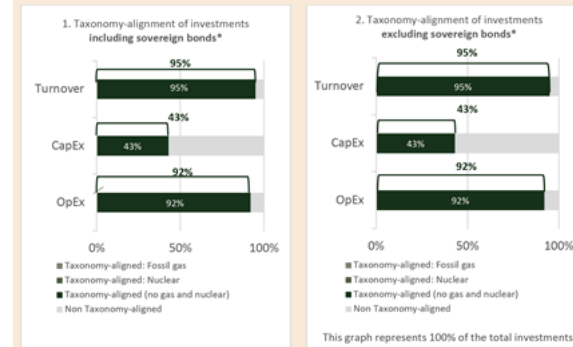 1. Taxonomy-alignment of investments
including sovereign bonds*
95%
Turnover
95%
43%
CapEx
43%
92%
OpEx
92%
0%
50%
100%
Taxonomy-aligned: Fossil gas
Taxonomy-aligned: Nuclear
Taxonomy-aligned (no gas and nuclear)
Non Taxonomy-aligned
2. Taxonomy-alignment of investments
excluding sovereign bonds*
95%
Turnover
95%
43%
CapEx
43%
92%
OpEx
92%
0%
50%
100%
Taxonomy-aligned: Fossil gas
Taxonomy-aligned: Nuclear
Taxonomy-aligned (no gas and nuclear)
Non Taxonomy-aligned
This graph represents 100% of the total investments